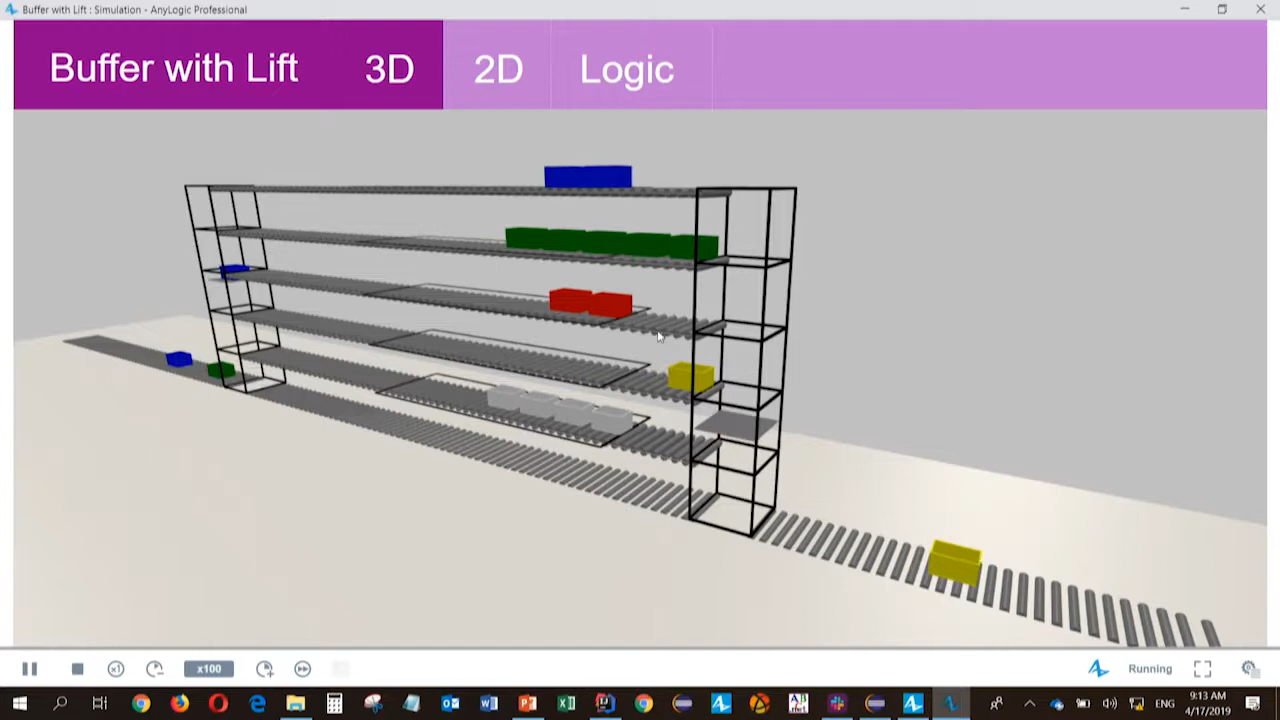 Buffer with Lift : Simulation - AnyLogic Professional
Buffer with Lift 3D 2D Logic
x1 x100 Running
ENG 9:13 AM
4/17/2019